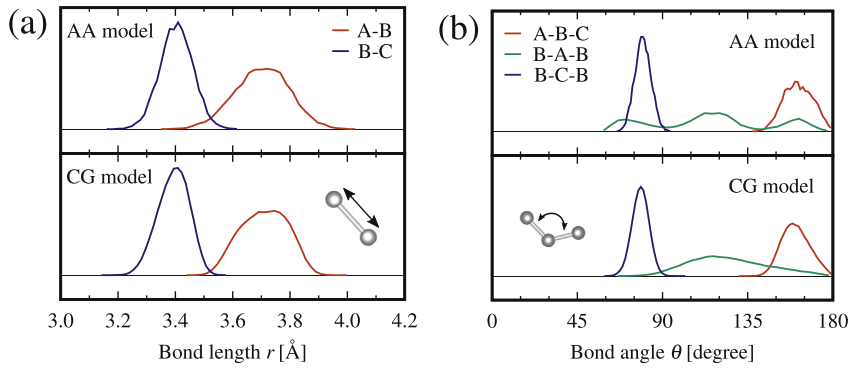 (a)
AA model
A-B
B-C
CG model
3.0 3.2 3.4 3.6 3.8 4.0 4.2
Bond length r [Å]
(b)
A-B-C
B-A-B
B-C-B
AA model
CG model
0 45 90 135 180
Bond angle θ [degree]